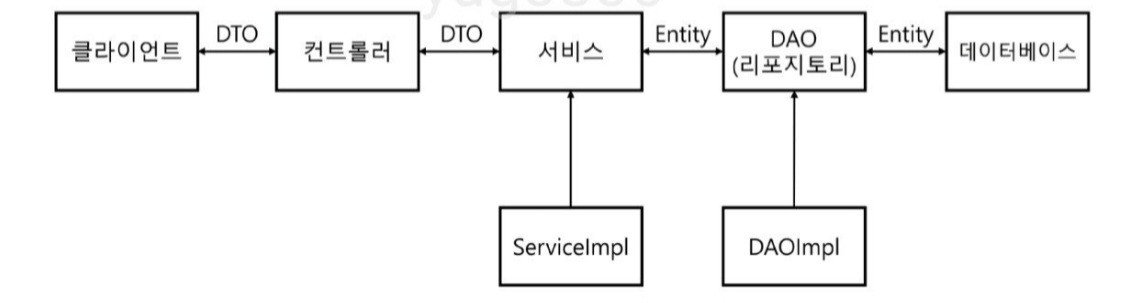 클라이언트
DTO
컨트롤러
DTO
서비스
Entity
DAO
(리포지토리)
Entity
데이터베이스
ServiceImpl
DAOImpl